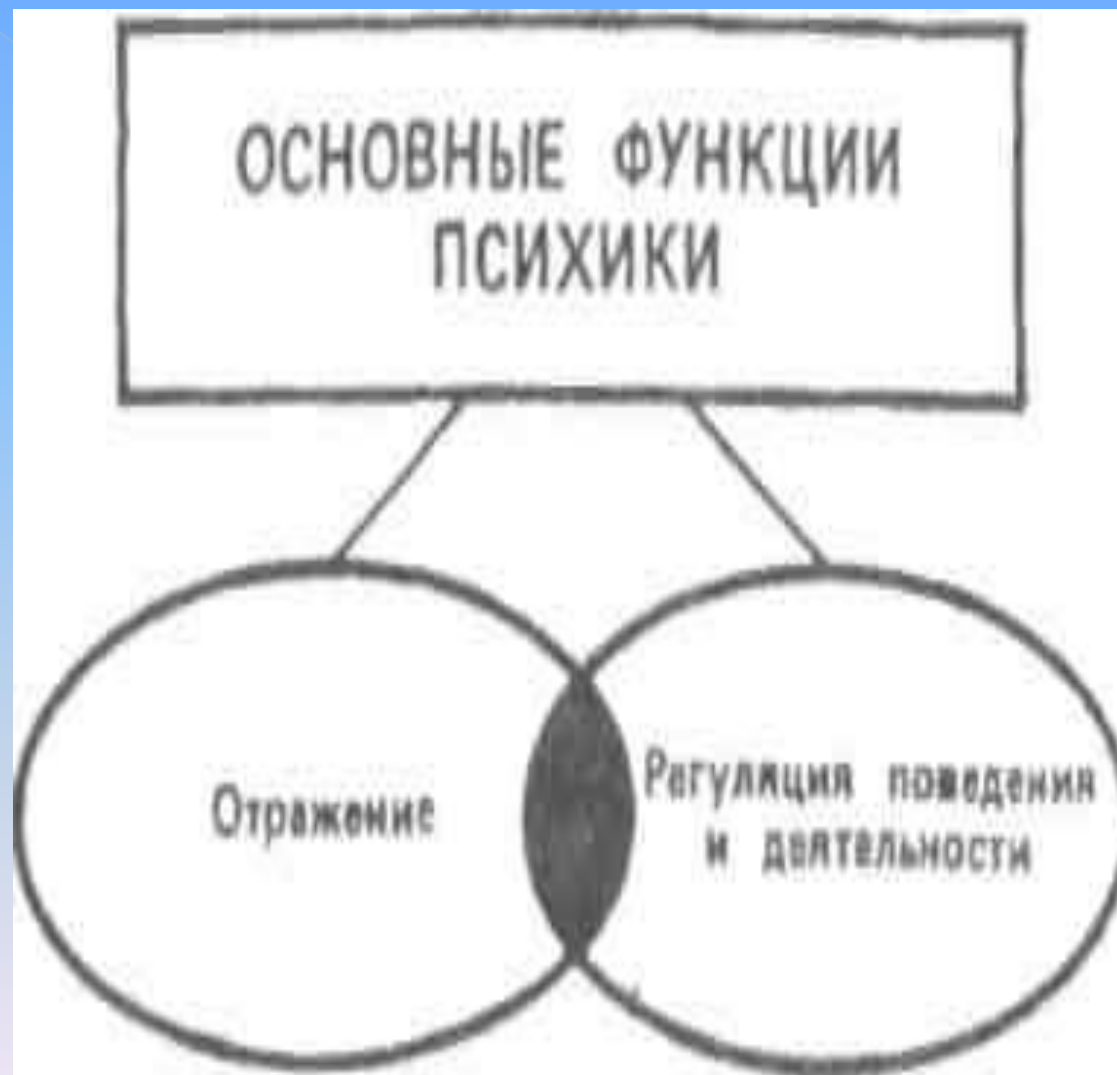 ОСНОВНЫЕ ФУНКЦИИ
ПСИХИКИ
Отражение
Регуляция поведения
и деятельности